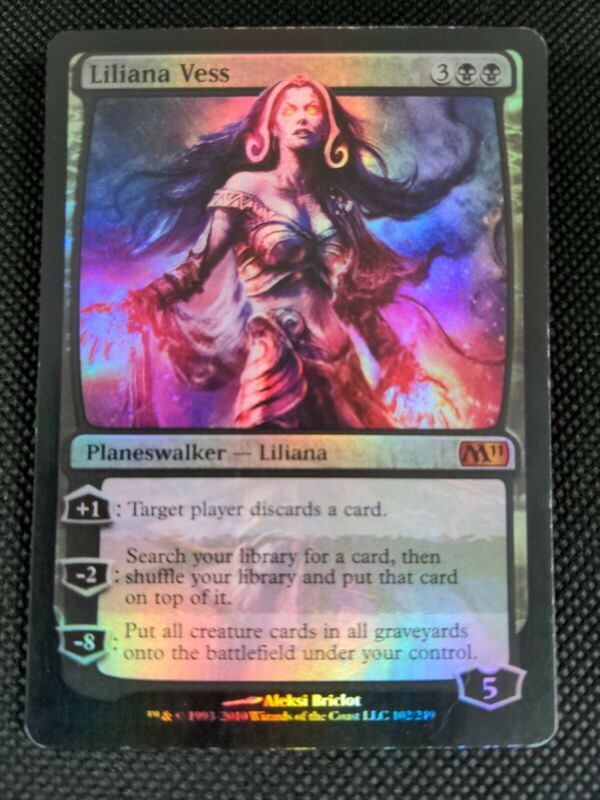 Liliana Vess 3
Planeswalker — Liliana M11
+1 : Target player discards a card.
-2 : Search your library for a card, then
shuffle your library and put that card
on top of it.
-8 : Put all creature cards in all graveyards
onto the battlefield under your control.
5
Aleksi Briclot
™ & © 1993–2010 Wizards of the Coast LLC 102/249